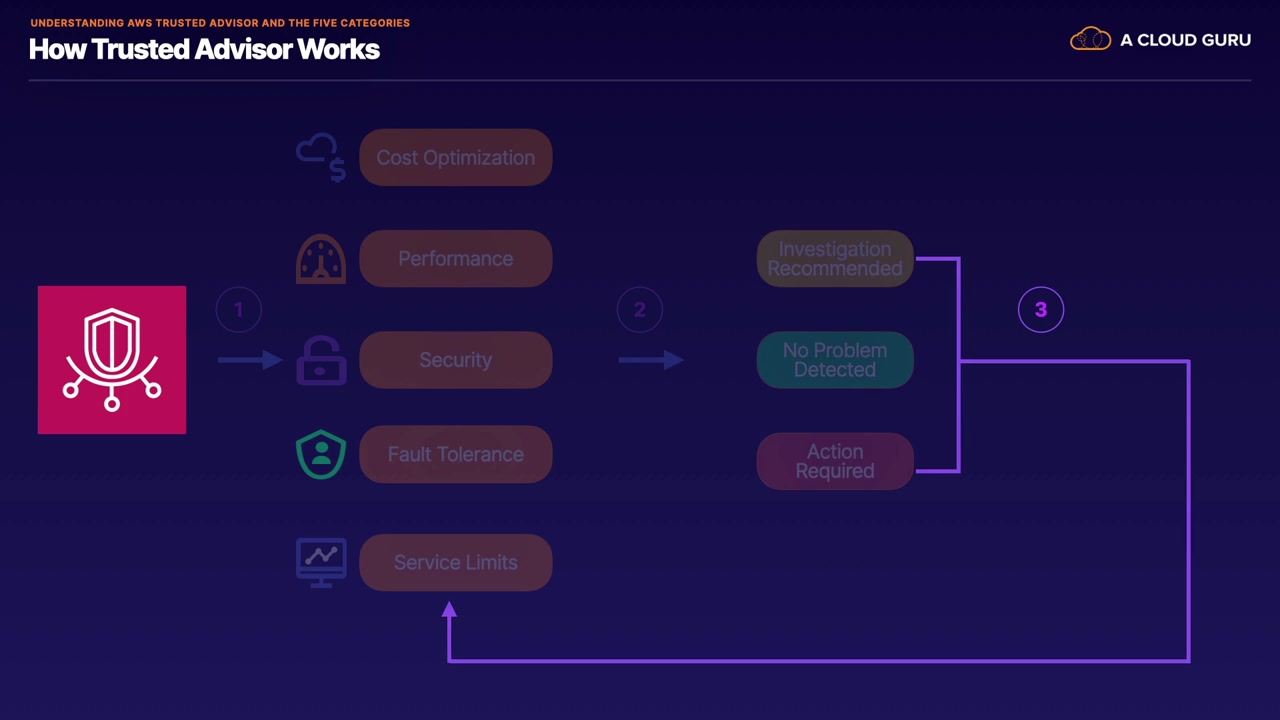 UNDERSTANDING AWS TRUSTED ADVISOR AND THE FIVE CATEGORIES
How Trusted Advisor Works
A CLOUD GURU
Cost Optimization
Performance
Investigation
Recommended
1
2
3
Security
No Problem
Detected
Fault Tolerance
Action
Required
Service Limits